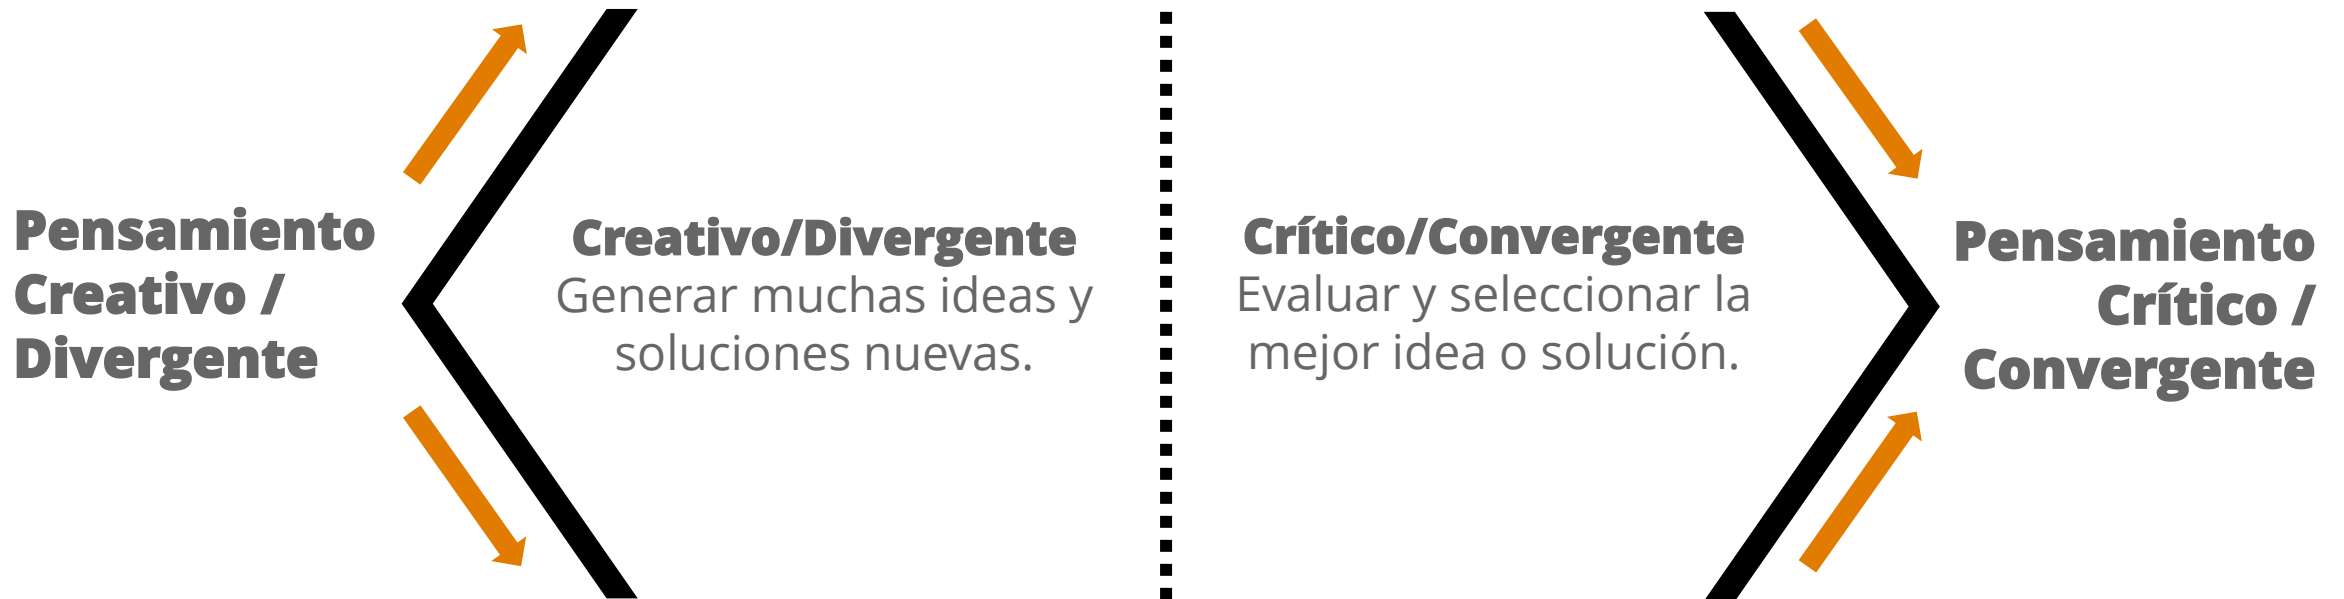 Pensamiento
Creativo /
Divergente
Creativo/Divergente
Generar muchas ideas y
soluciones nuevas.
Crítico/Convergente
Evaluar y seleccionar la
mejor idea o solución.
Pensamiento
Crítico /
Convergente